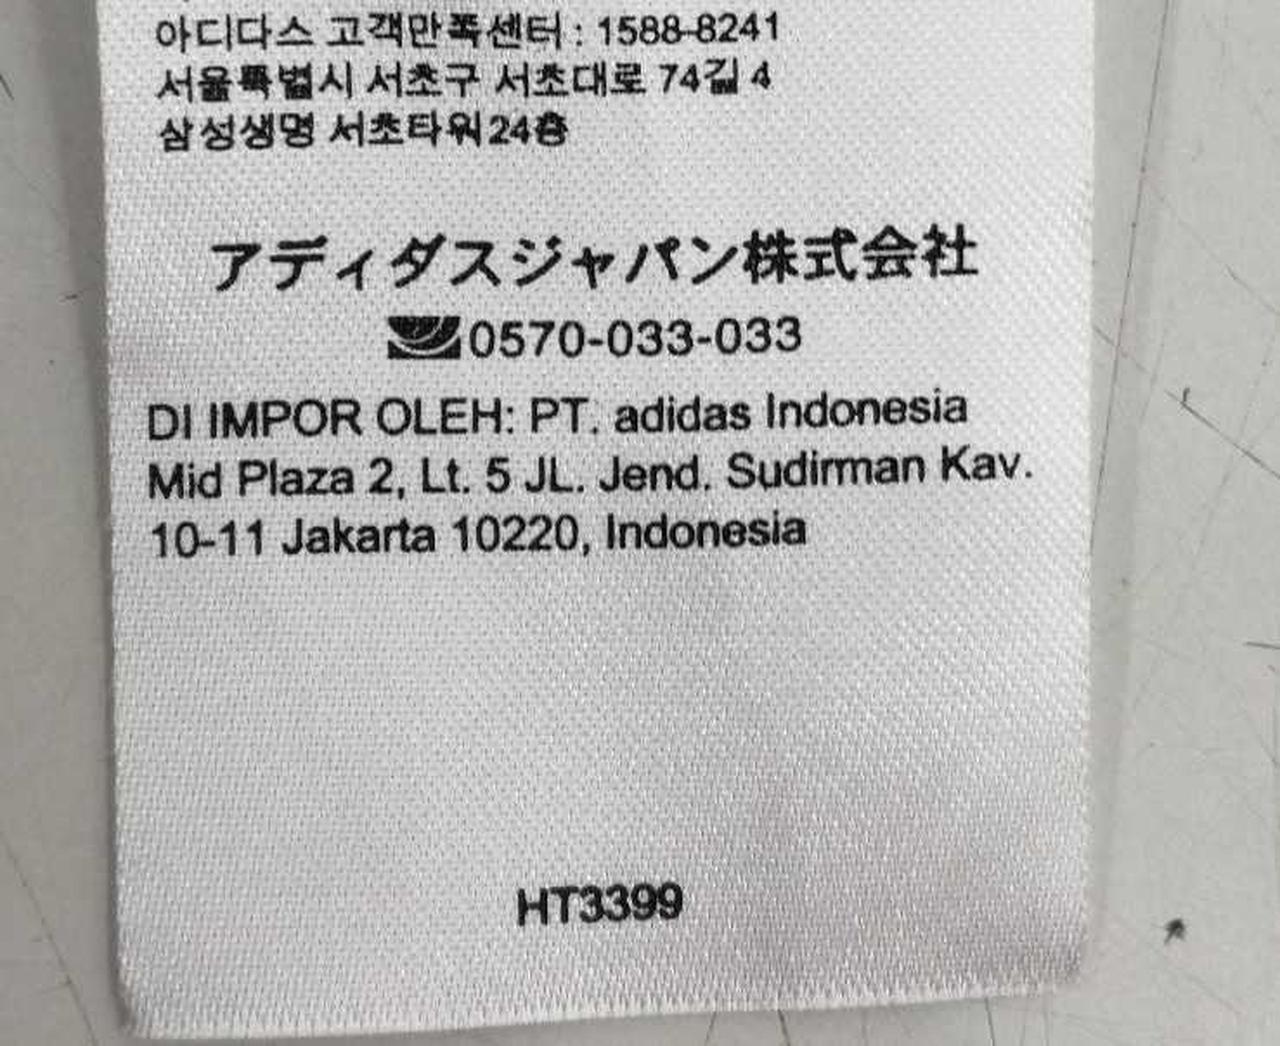 아디다스 고객만족센터 : 1588-8241
서울특별시 서초구 서초대로 74길 4
삼성생명 서초타워24층
アディダスジャパン株式会社
0570-033-033
DI IMPOR OLEH: PT. adidas Indonesia
Mid Plaza 2, Lt. 5 JL. Jend. Sudirman Kav.
10-11 Jakarta 10220, Indonesia
HT3399